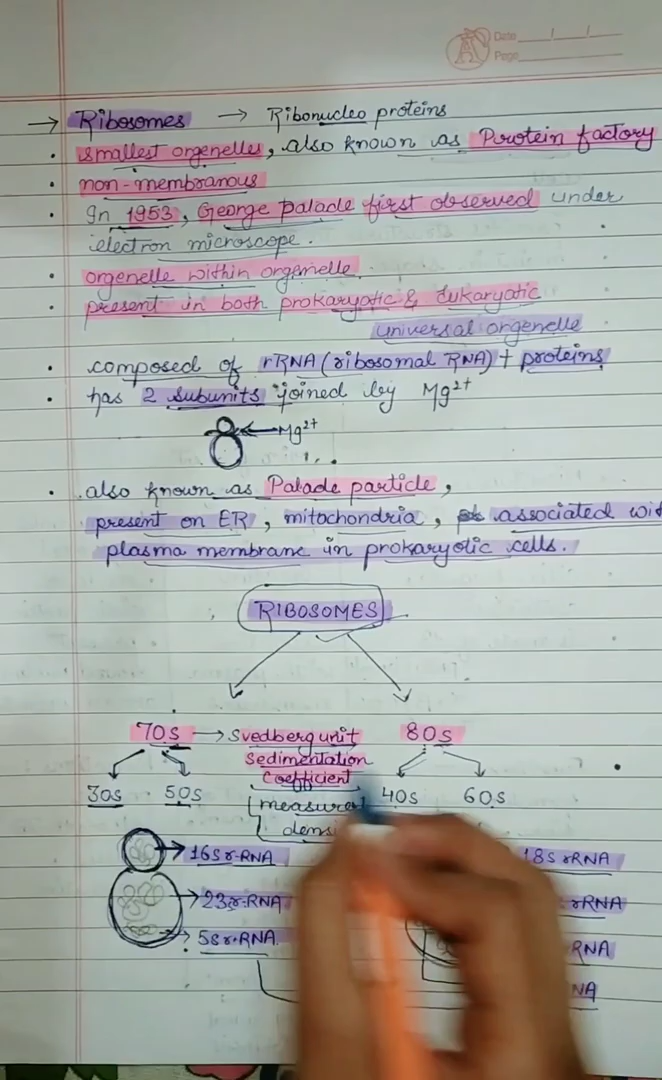 Date
Page
→ Ribosomes → Ribonucleo proteins
• smallest organelles, also known as Protein factory
• non-membranous
• In 1953, George Palade first observed under
electron microscope.
• organelle within organelle.
• present in both prokaryotic & eukaryotic
universal organelle
• composed of rRNA (ribosomal RNA) + proteins
• has 2 subunits joined by Mg²⁺
Mg²⁺
• also known as Palade particle,
present on ER, mitochondria, associated
plasma membrane in prokaryotic cells.
RIBOSOMES
70s → Svedberg unit 80s
Sedimentation
Coefficient
30s 50s measures 40s 60s
16s r-RNA 18s rRNA
23s r-RNA rRNA
5s r-RNA RNA
NA